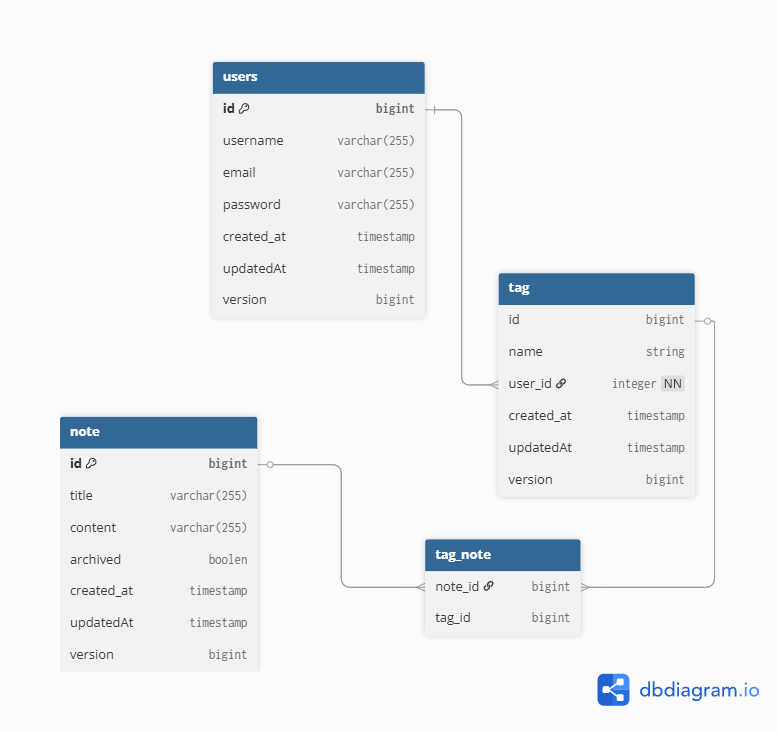 users
id bigint
username varchar(255)
email varchar(255)
password varchar(255)
created_at timestamp
updatedAt timestamp
version bigint
tag
id bigint
name string
user_id integer NN
created_at timestamp
updatedAt timestamp
version bigint
note
id bigint
title varchar(255)
content varchar(255)
archived boolen
created_at timestamp
updatedAt timestamp
version bigint
tag_note
note_id bigint
tag_id bigint
dbdiagram.io